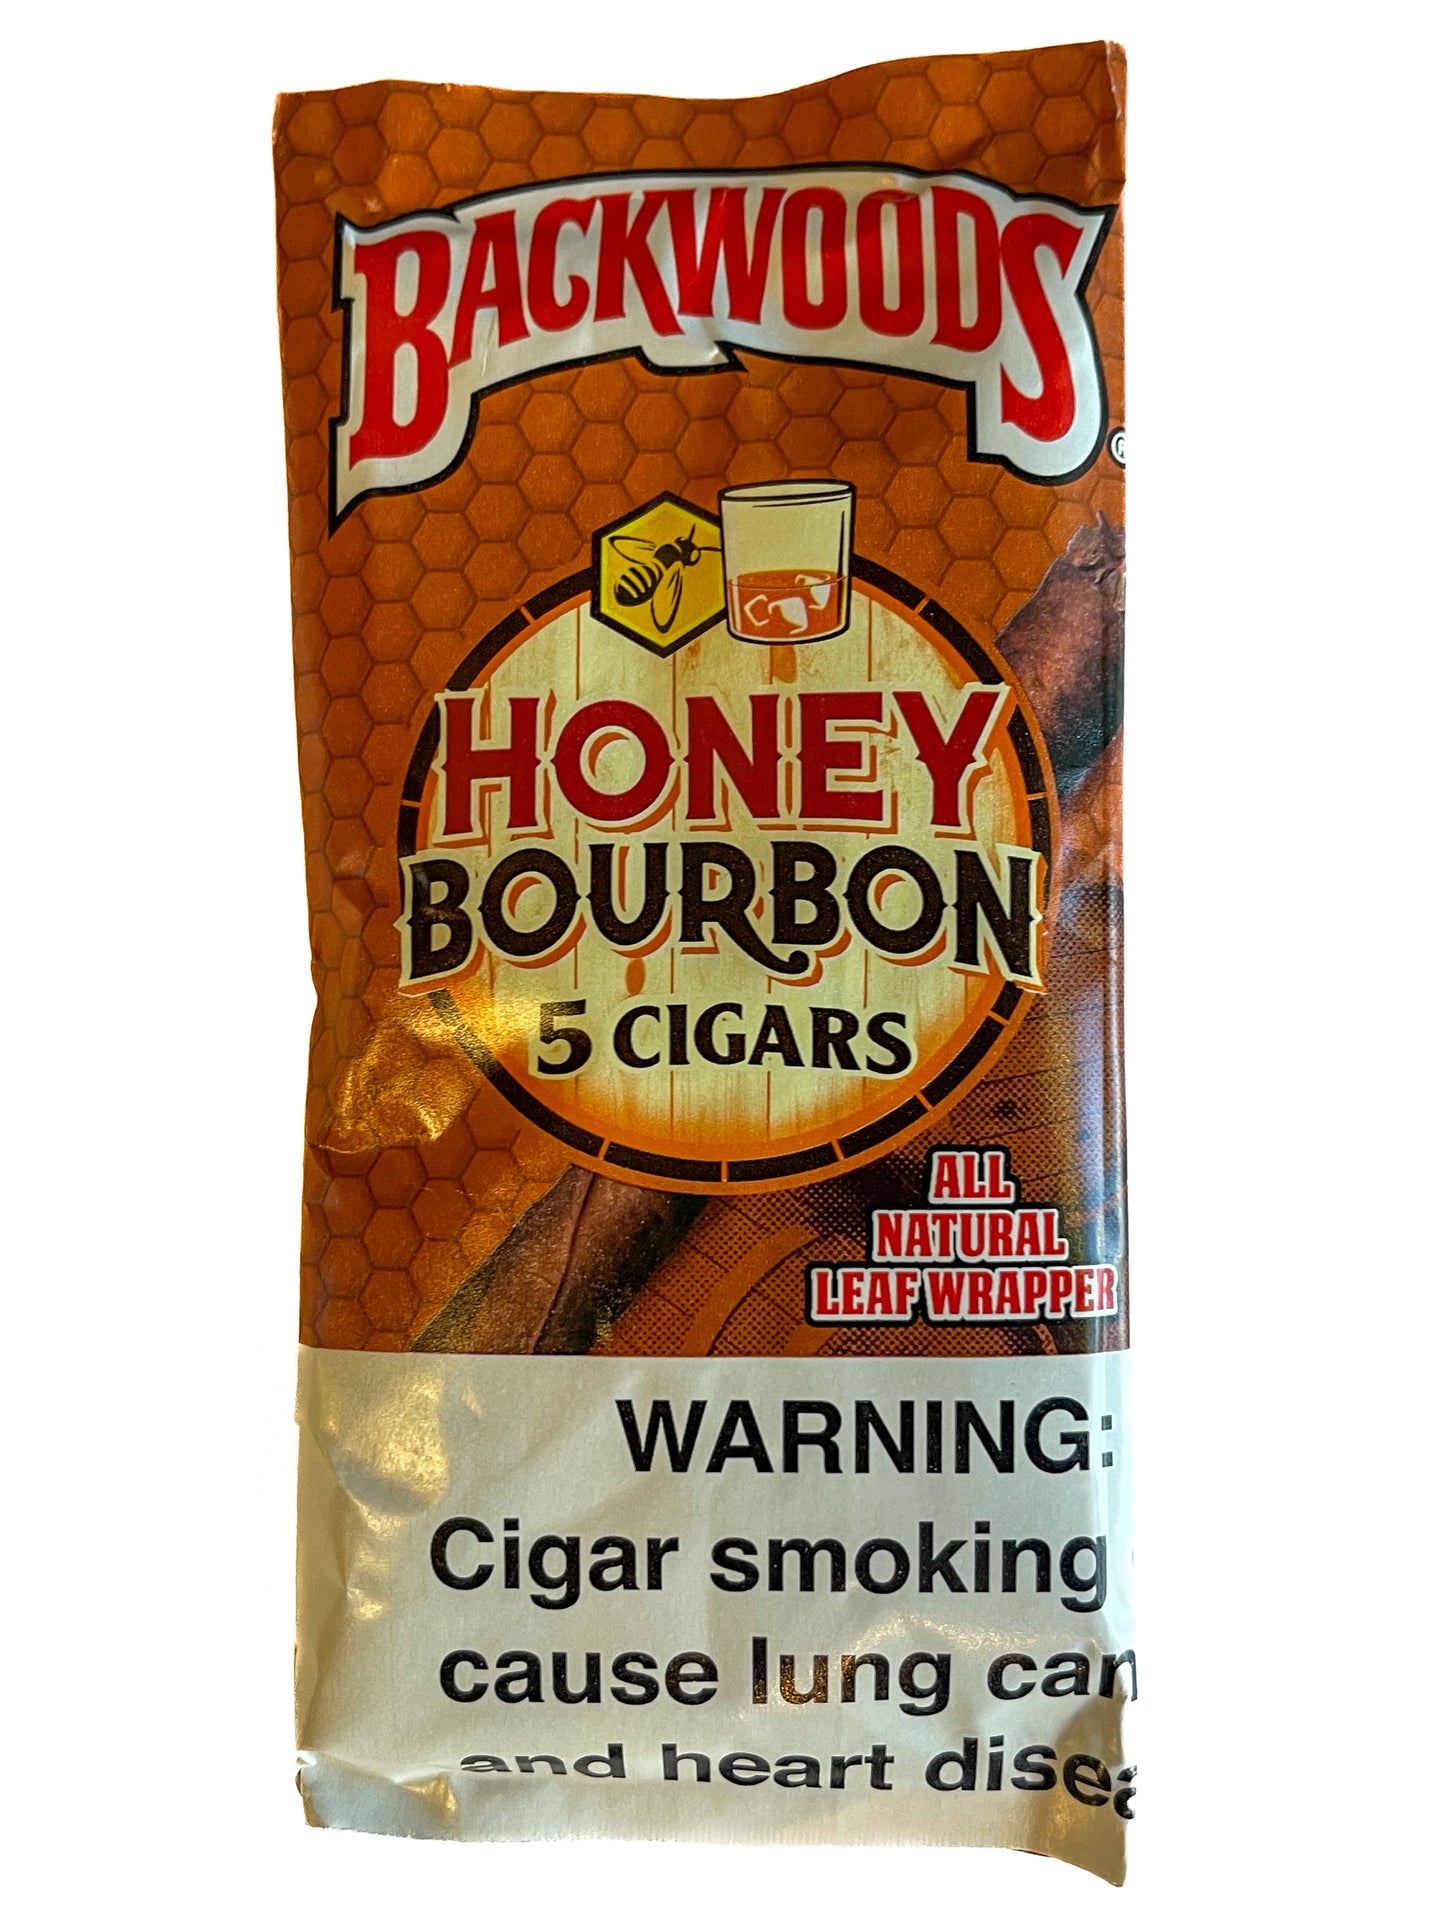 BACKWOODS
®
HONEY
BOURBON
5 CIGARS
ALL
NATURAL
LEAF WRAPPER
WARNING:
Cigar smoking
cause lung
and heart